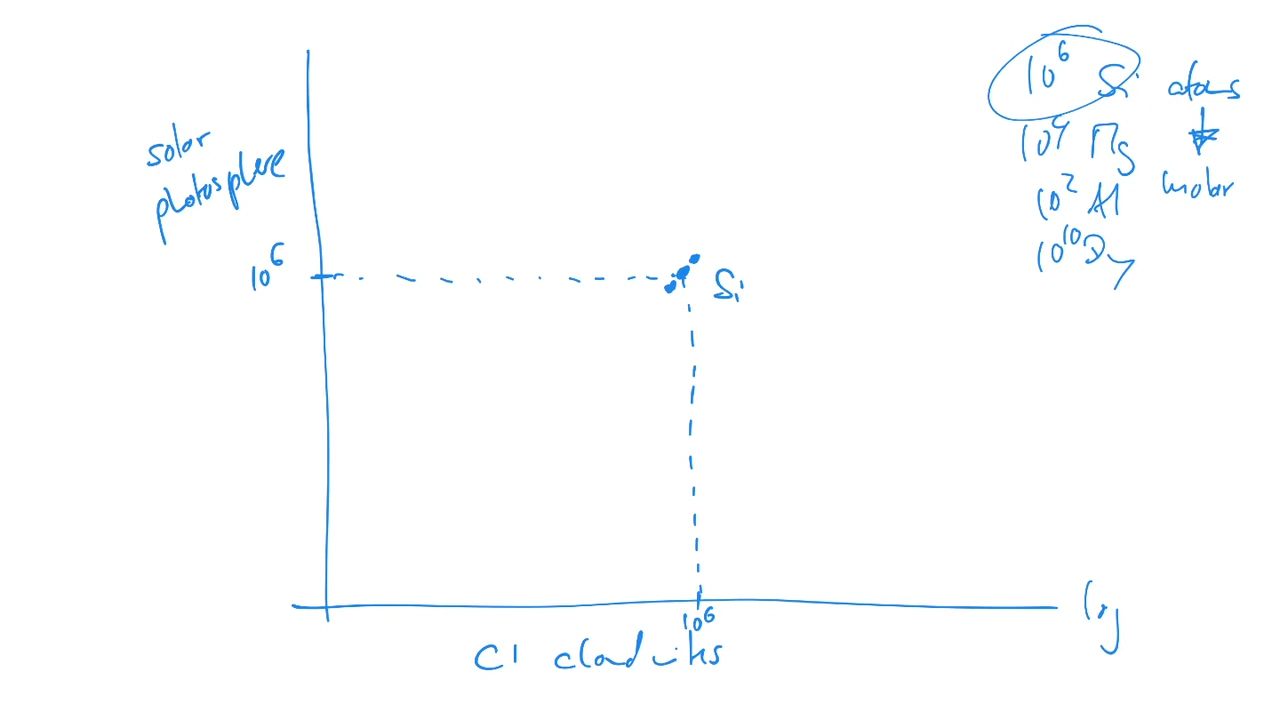 solar
photosphere
10⁶
Si
10⁶
CI chondrites
log
10⁶ Si atoms
10⁴ Mg
molar
10² Al
10¹⁰ Dy